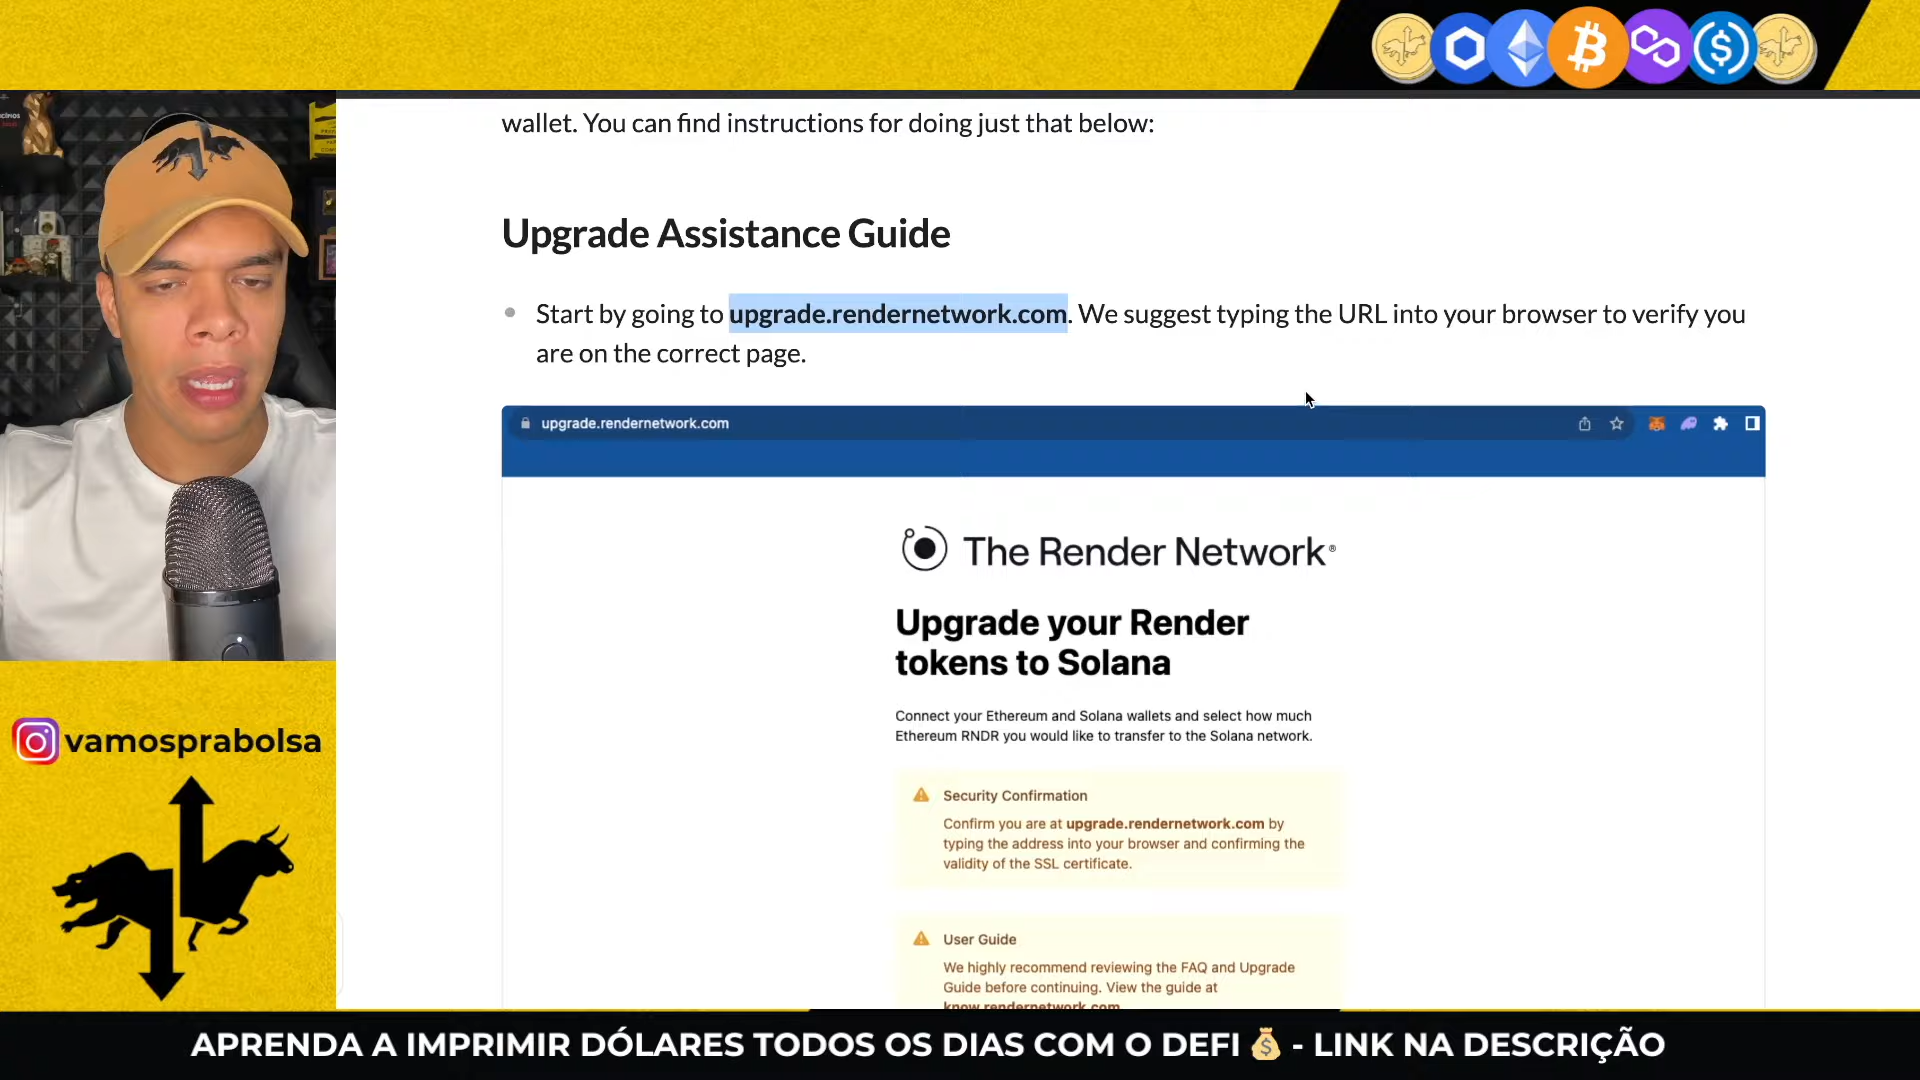 wallet. You can find instructions for doing just that below:
Upgrade Assistance Guide
Start by going to upgrade.rendernetwork.com. We suggest typing the URL into your browser to verify you
are on the correct page.
upgrade.rendernetwork.com
The Render Network®
Upgrade your Render
tokens to Solana
Connect your Ethereum and Solana wallets and select how much
Ethereum RNDR you would like to transfer to the Solana network.
Security Confirmation
Confirm you are at upgrade.rendernetwork.com by
typing the address into your browser and confirming the
validity of the SSL certificate.
User Guide
We highly recommend reviewing the FAQ and Upgrade
Guide before continuing. View the guide at
know.rendernetwork.com
vamosprabolsa
APRENDA A IMPRIMIR DÓLARES TODOS OS DIAS COM O DEFI 💰 - LINK NA DESCRIÇÃO